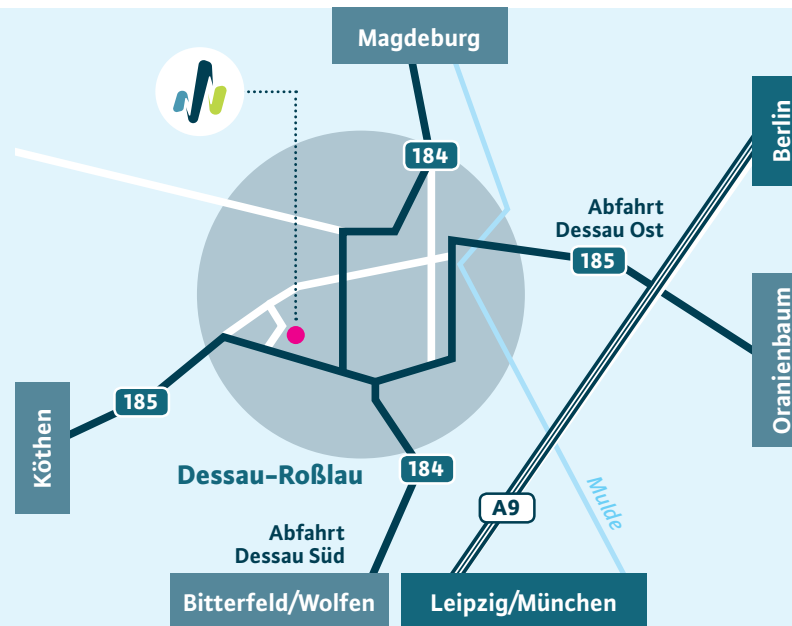 Magdeburg
184
Berlin
Abfahrt
Dessau Ost
185
Oranienbaum
185
Köthen
Dessau-Roßlau
184
A9
Mulde
Abfahrt
Dessau Süd
Bitterfeld/Wolfen
Leipzig/München